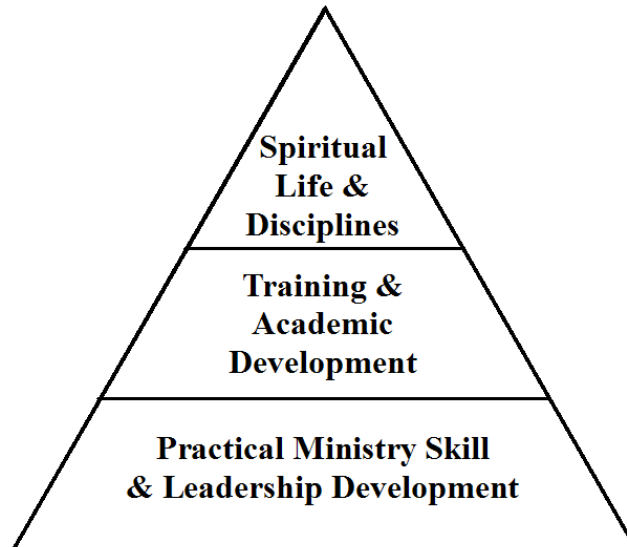 Spiritual
Life &
Disciplines
Training &
Academic
Development
Practical Ministry Skill
& Leadership Development